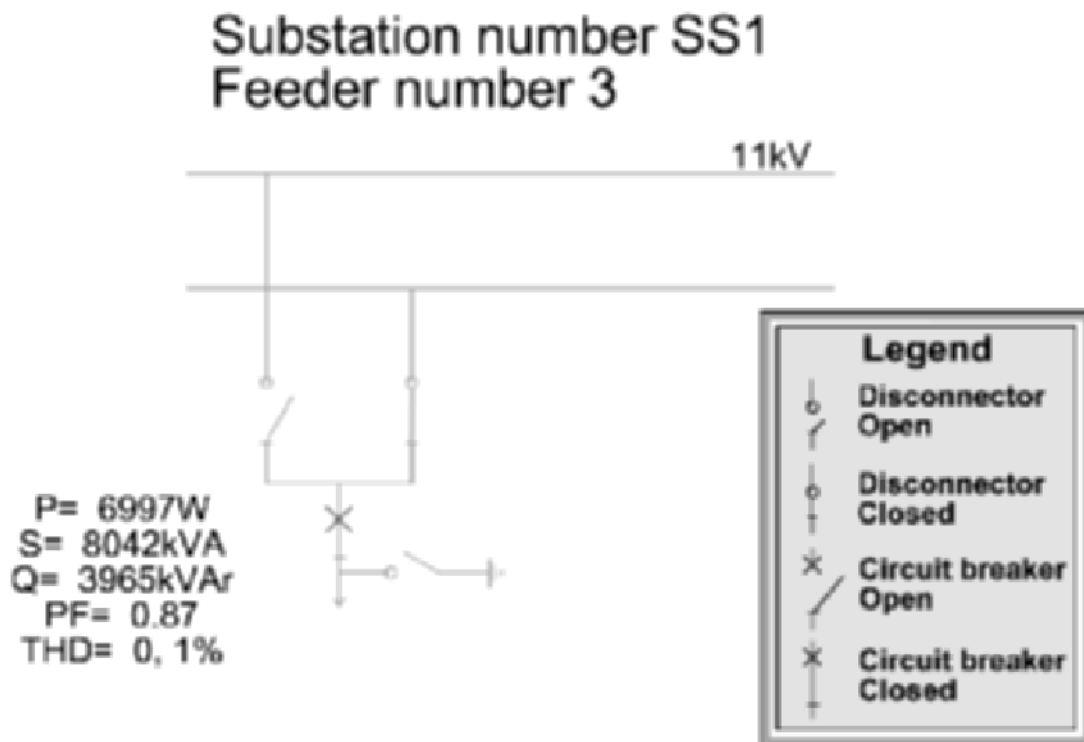 Substation number SS1
Feeder number 3
11kV
P= 6997W
S= 8042kVA
Q= 3965kVAr
PF= 0.87
THD= 0, 1%
Legend
Disconnector
Open
Disconnector
Closed
Circuit breaker
Open
Circuit breaker
Closed